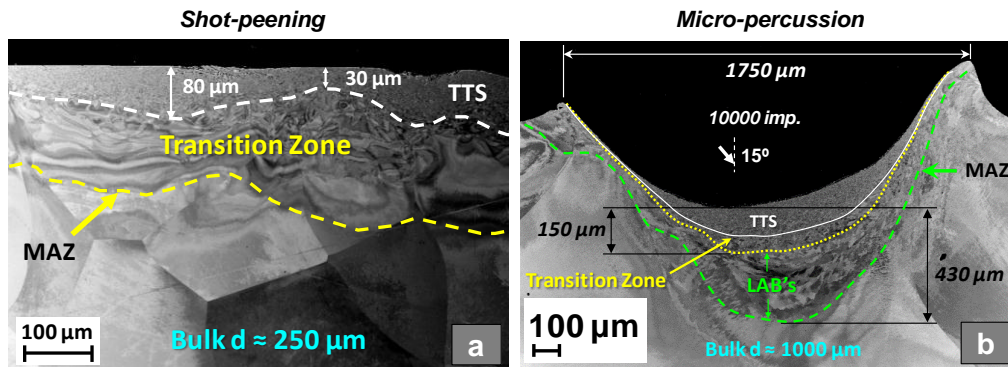 Shot-peening
80 µm
30 µm
TTS
Transition Zone
MAZ
100 µm
Bulk d ≈ 250 µm
a
Micro-percussion
1750 µm
10000 imp.
15º
MAZ
TTS
150 µm
Transition Zone
LAB's
430 µm
100 µm
Bulk d ≈ 1000 µm
b